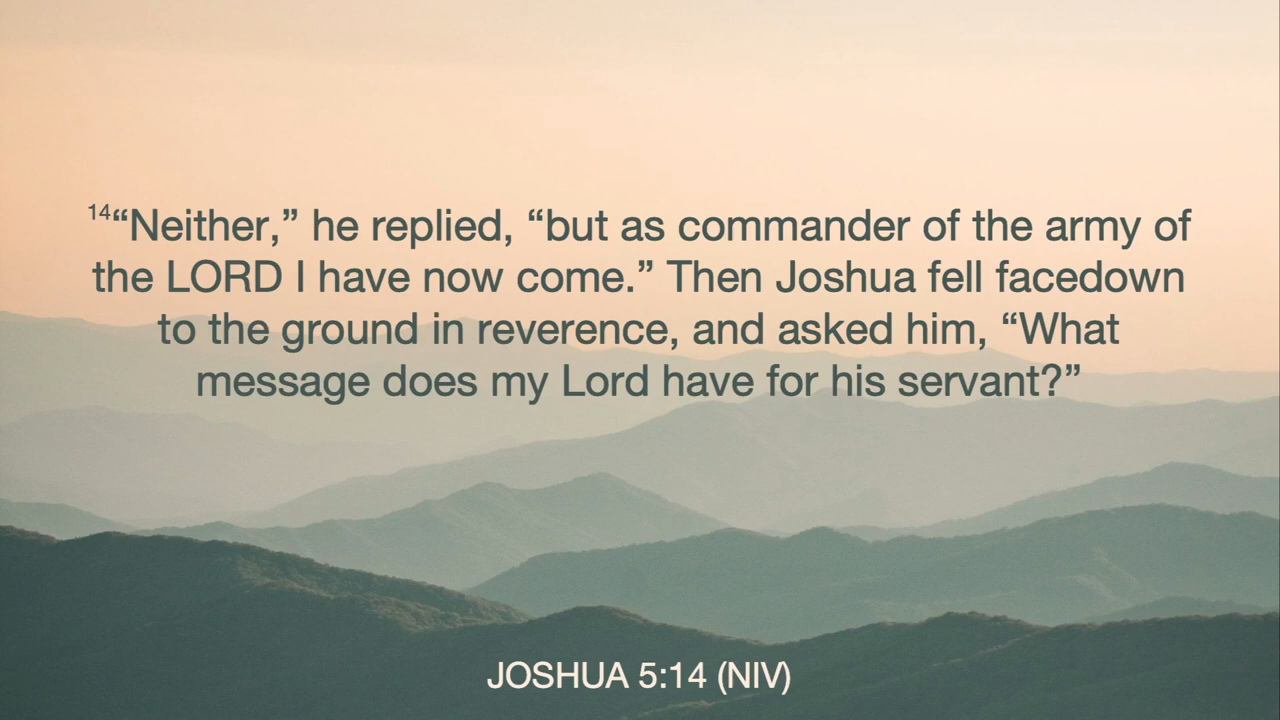 14“Neither,” he replied, “but as commander of the army of
the LORD I have now come.” Then Joshua fell facedown
to the ground in reverence, and asked him, “What
message does my Lord have for his servant?”
JOSHUA 5:14 (NIV)